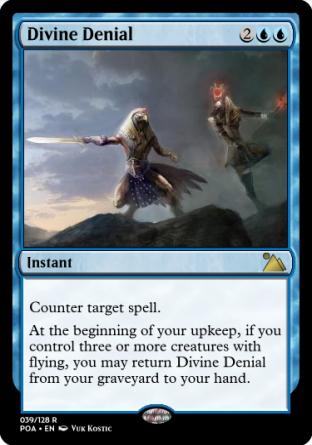 Divine Denial 2
Instant
Counter target spell.
At the beginning of your upkeep, if you
control three or more creatures with
flying, you may return Divine Denial
from your graveyard to your hand.
039/128 R
POA • EN Yuk Kostic